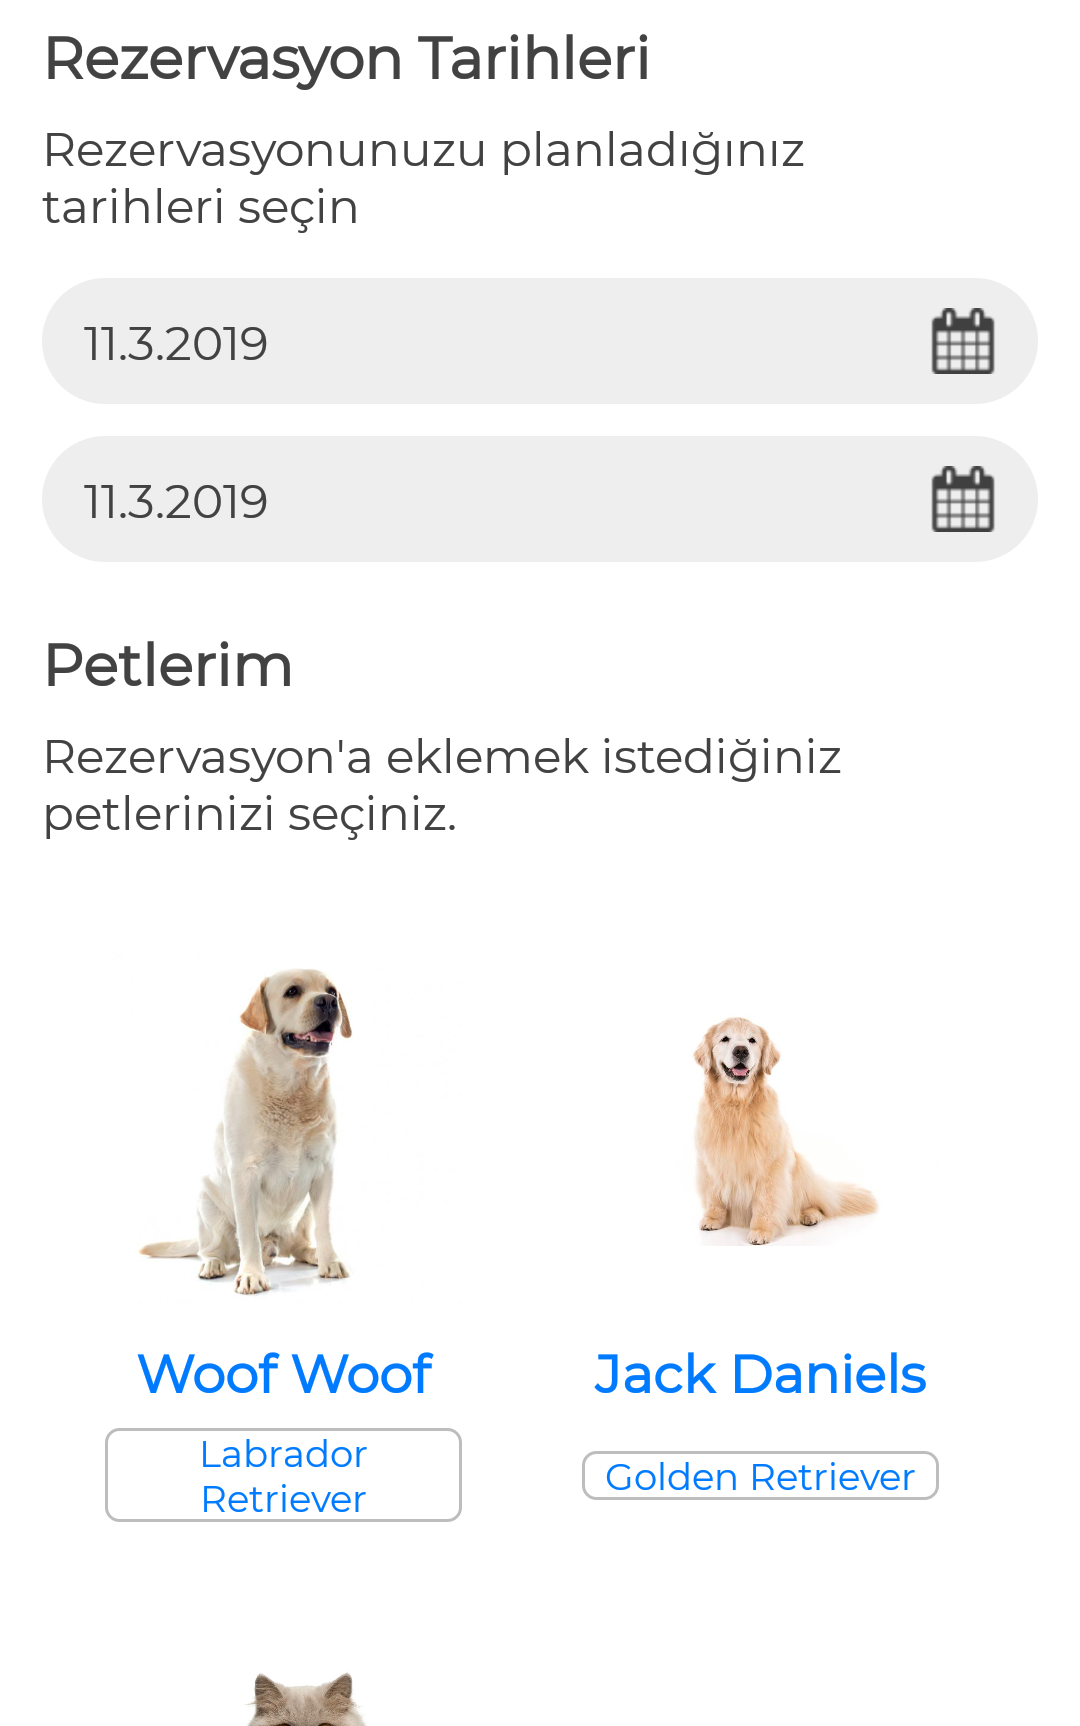 Rezervasyon Tarihleri
Rezervasyonunuzu planladığınız
tarihleri seçin
11.3.2019
11.3.2019
Petlerim
Rezervasyon'a eklemek istediğiniz
petlerinizi seçiniz.
Woof Woof
Jack Daniels
Labrador
Retriever
Golden Retriever